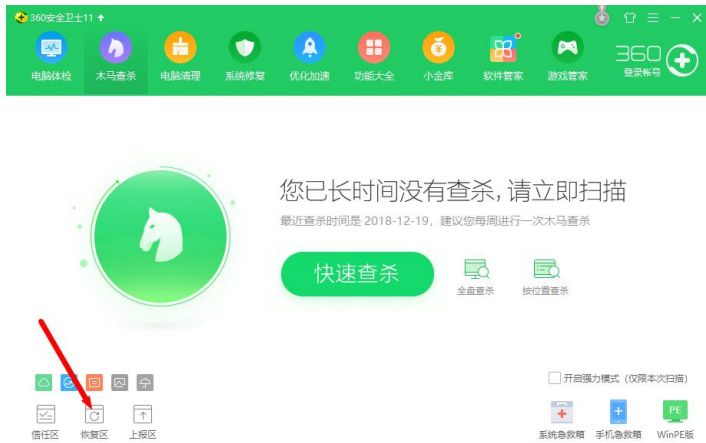 360安全卫士11
电脑体检 木马查杀 电脑清理 系统修复 优化加速 功能大全 小金库 软件管家 游戏管家
360
登录帐号
您已长时间没有查杀,请立即扫描
最近查杀时间是 2018-12-19，建议您每周进行一次木马查杀
快速查杀
全盘查杀 按位置查杀
开启强力模式（仅限本次扫描）
信任区 恢复区 上报区
PE
系统急救箱 手机急救箱 WinPE版